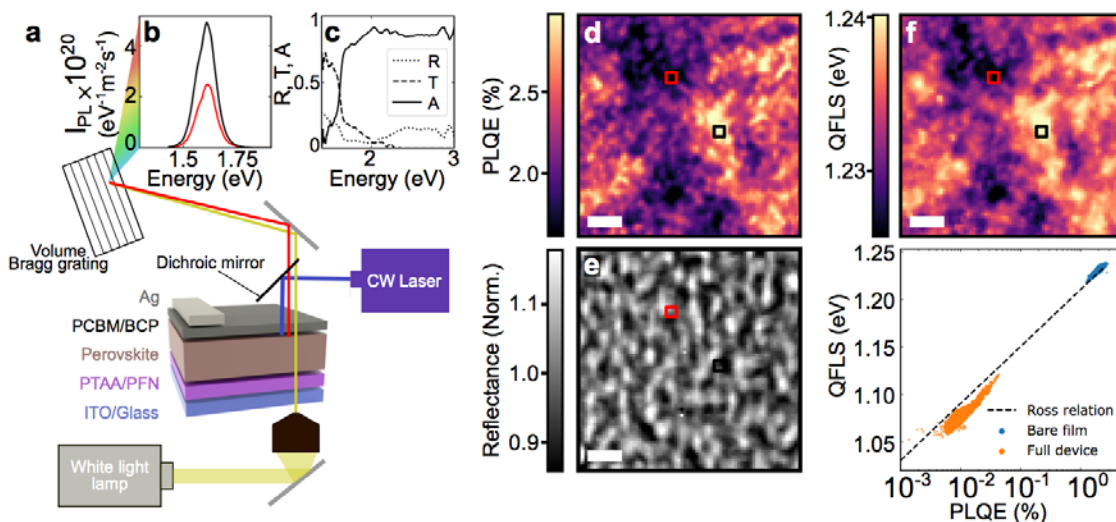 a
b
I_PL × 10^20
(eV^-1m^-2s^-1)
4
2
0
1.5
1.75
Energy (eV)
c
R, T, A
1
0.5
0
R
T
A
2
3
Energy (eV)
Volume
Bragg grating
Dichroic mirror
CW Laser
Ag
PCBM/BCP
Perovskite
PTAA/PFN
ITO/Glass
White light
lamp
d
PLQE (%)
2.5
2.0
e
Reflectance (Norm.)
1.1
1.0
0.9
f
QFLS (eV)
1.24
1.23
QFLS (eV)
1.25
1.20
1.15
1.10
1.05
Ross relation
Bare film
Full device
10^-3
10^-2
10^-1
10^0
PLQE (%)